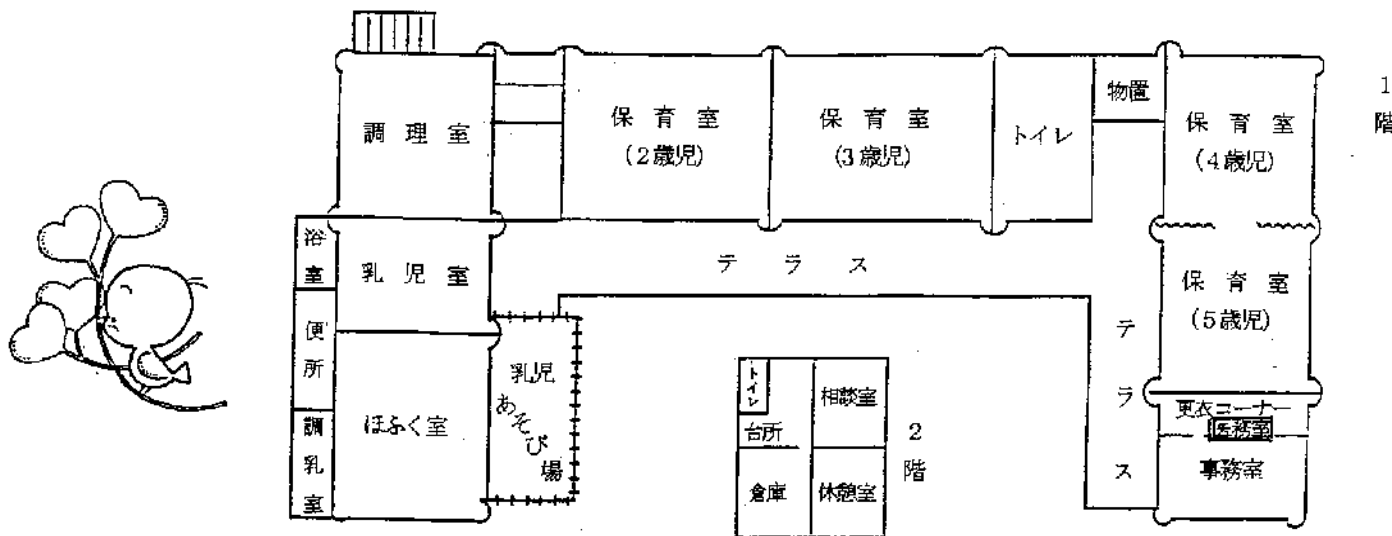 1階
調理室
保育室
(2歳児)
保育室
(3歳児)
トイレ
物置
保育室
(4歳児)
浴室
乳児室
テラス
保育室
(5歳児)
便所
乳児
あそび場
ほふく室
調乳室
テラス
更衣コーナー
医務室
事務室
トイレ
相談室
台所
倉庫
休憩室
2階